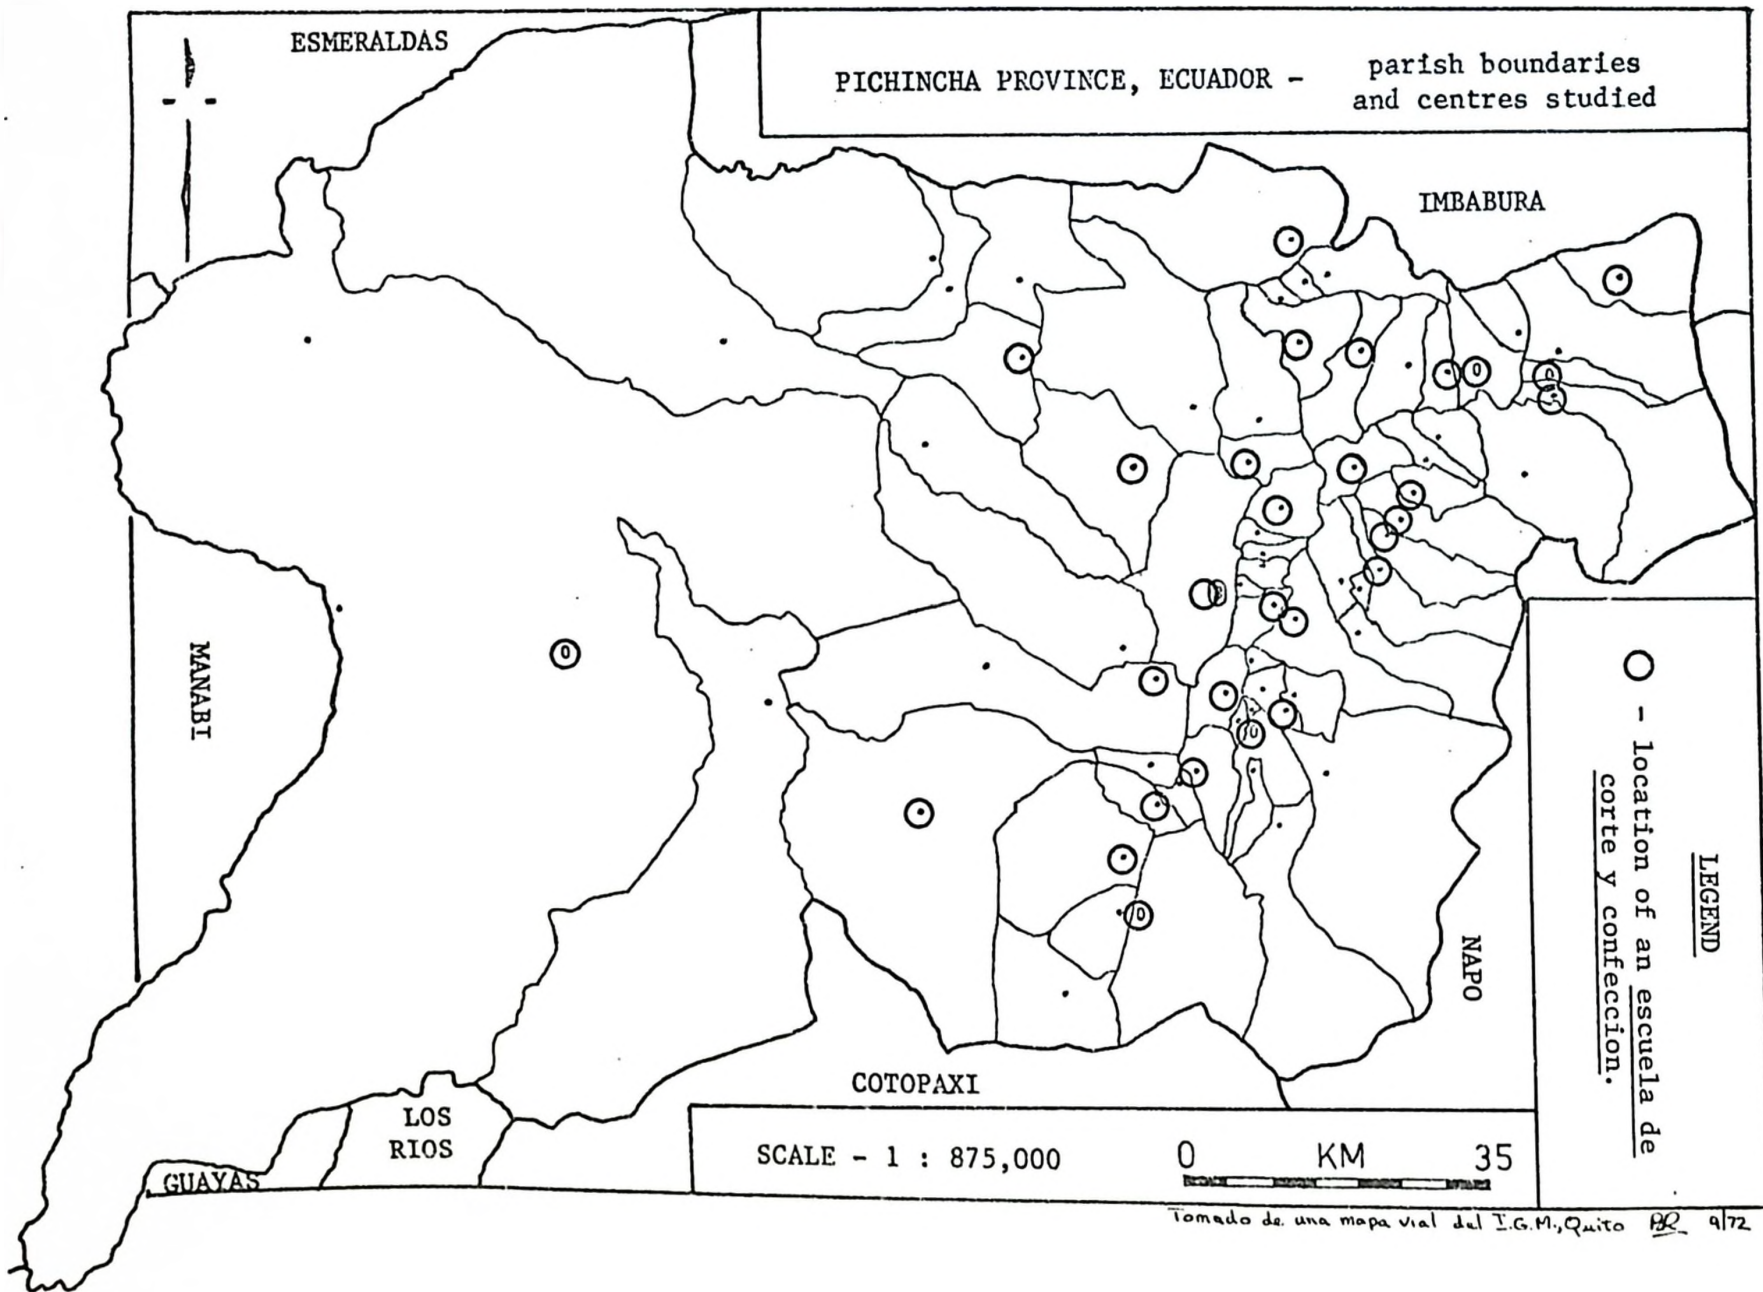 ESMERALDAS
PICHINCHA PROVINCE, ECUADOR -
parish boundaries
and centres studied
IMBABURA
MANABI
LEGEND
O - location of an escuela de
corte y confeccion.
NAPO
COTOPAXI
LOS
RIOS
GUAYAS
SCALE - 1 : 875,000
0 KM 35
Tomado de una mapa vial del I.G.M., Quito 9/72